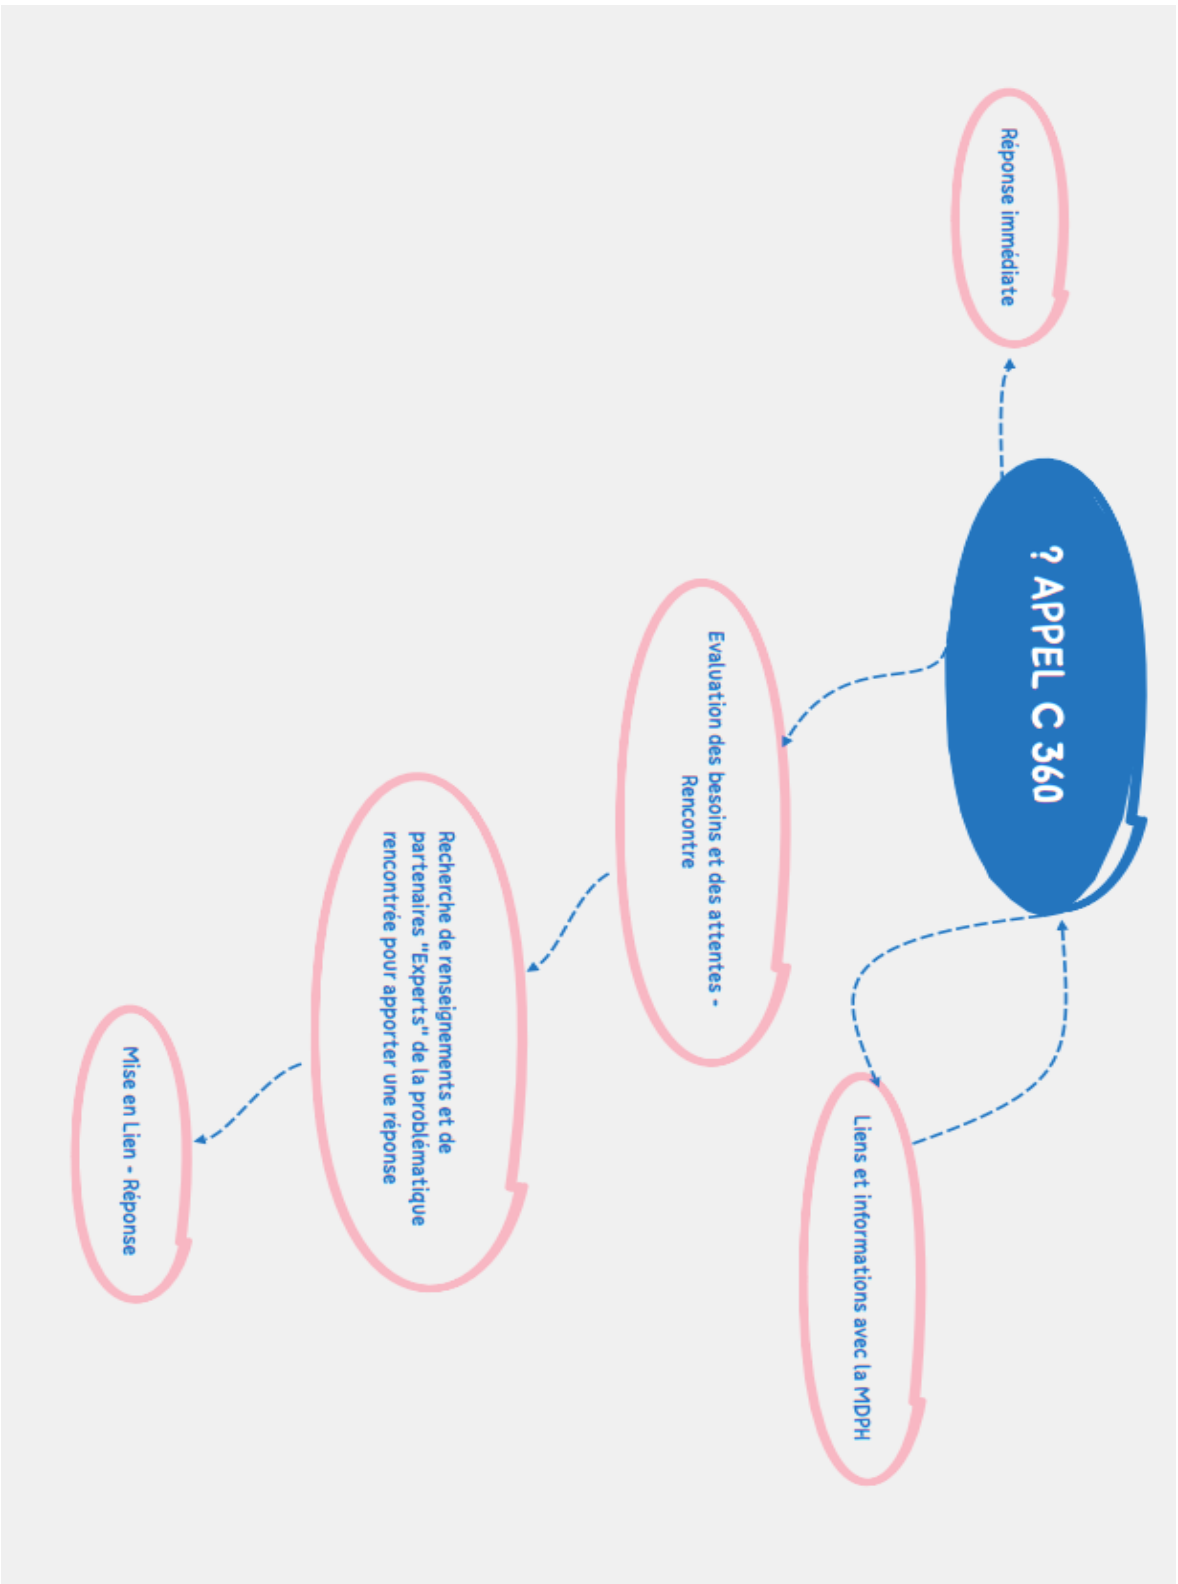 ? APPEL C 360
Réponse immédiate
Evaluation des besoins et des attentes -
Rencontre
Liens et informations avec la MDPH
Recherche de renseignements et de
partenaires "Experts" de la problématique
rencontrée pour apporter une réponse
Mise en Lien - Réponse